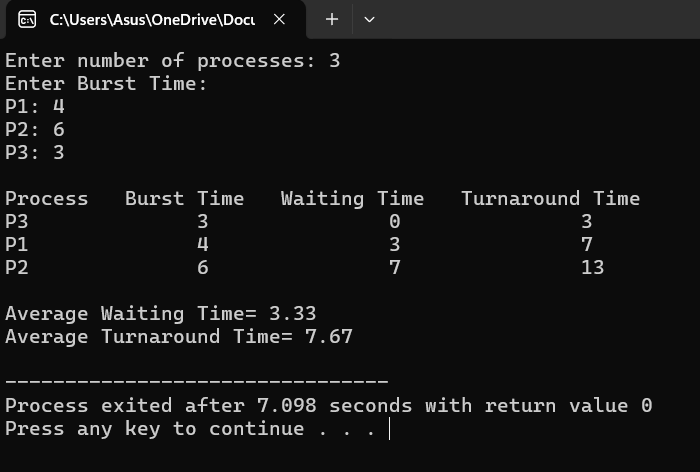 C:\Users\Asus\OneDrive\Docu
Enter number of processes: 3
Enter Burst Time:
P1: 4
P2: 6
P3: 3
Process   Burst Time   Waiting Time   Turnaround Time
P3              3               0               3
P1              4               3               7
P2              6               7               13
Average Waiting Time= 3.33
Average Turnaround Time= 7.67
--------------------------------
Process exited after 7.098 seconds with return value 0
Press any key to continue . . .